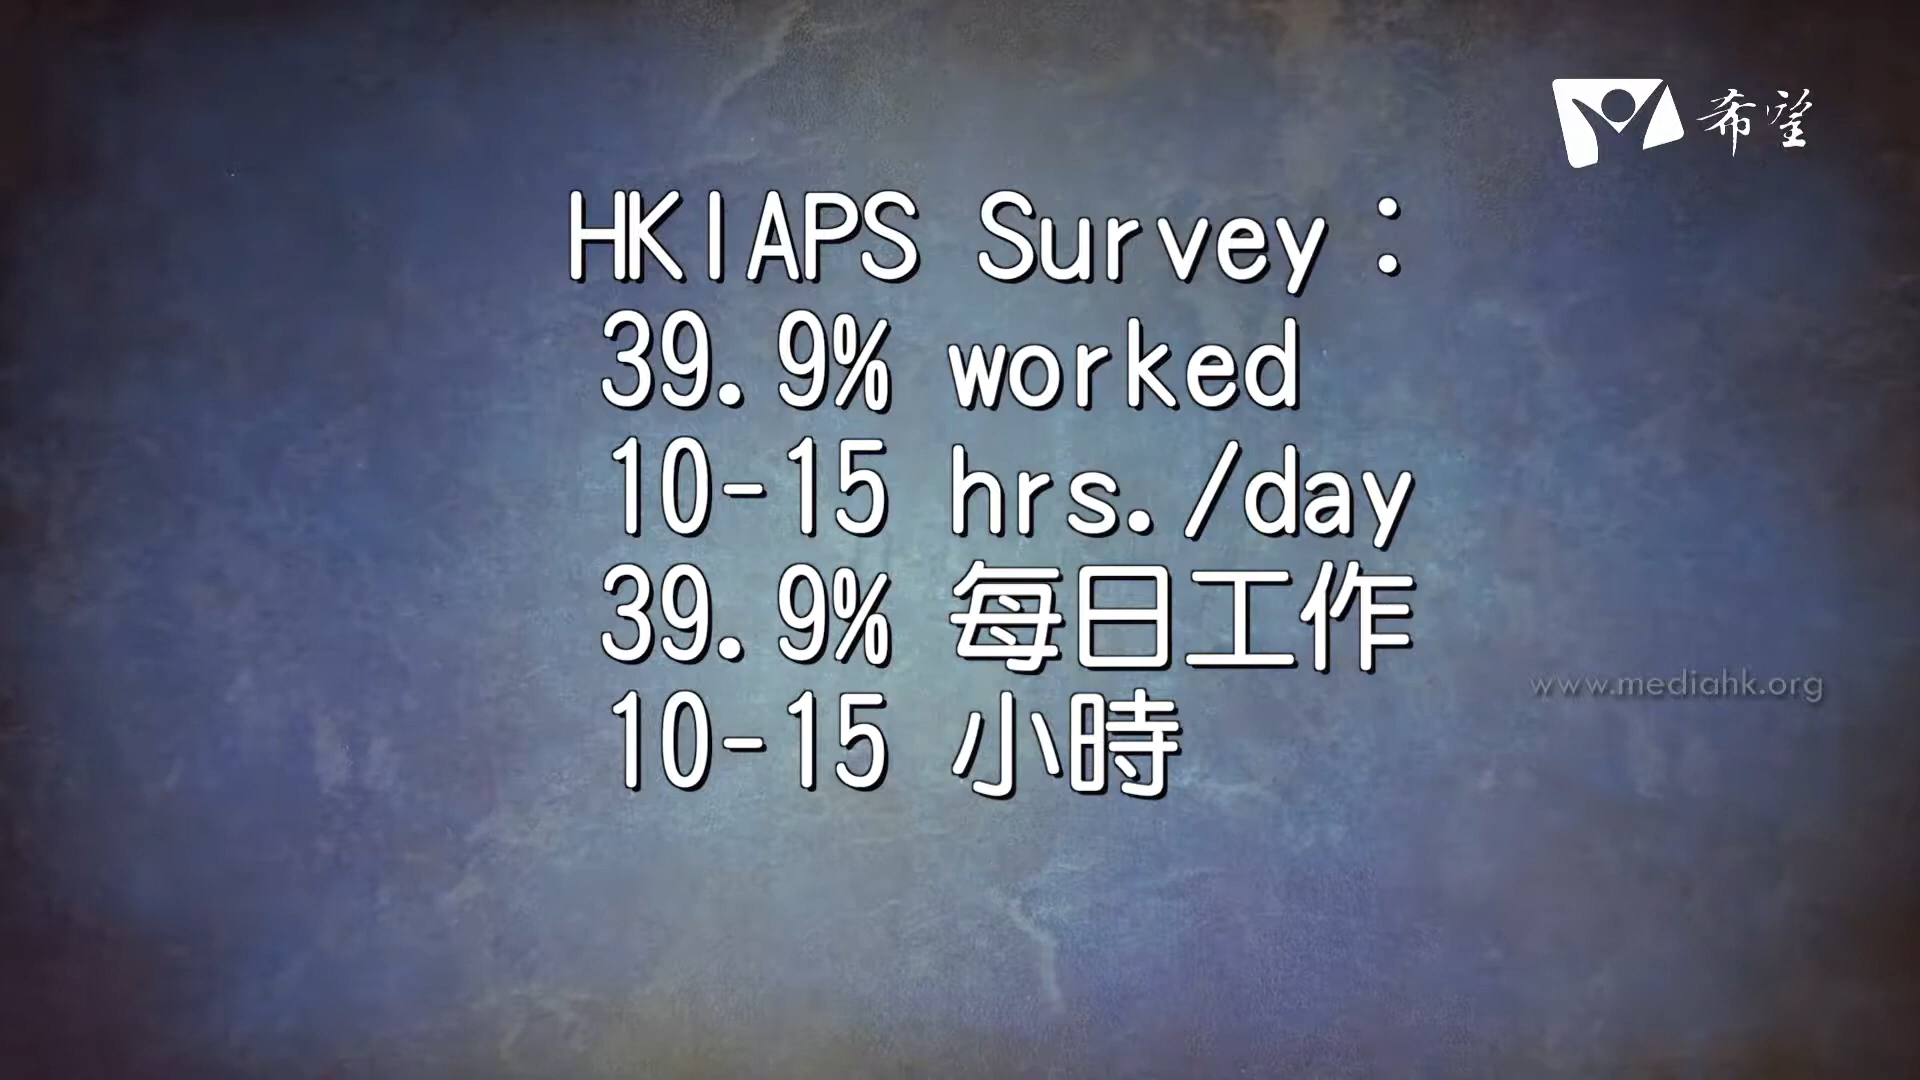 希望
HKIAPS Survey：
39.9% worked
10-15 hrs./day
39.9% 每日工作
10-15 小時
www.mediahk.org